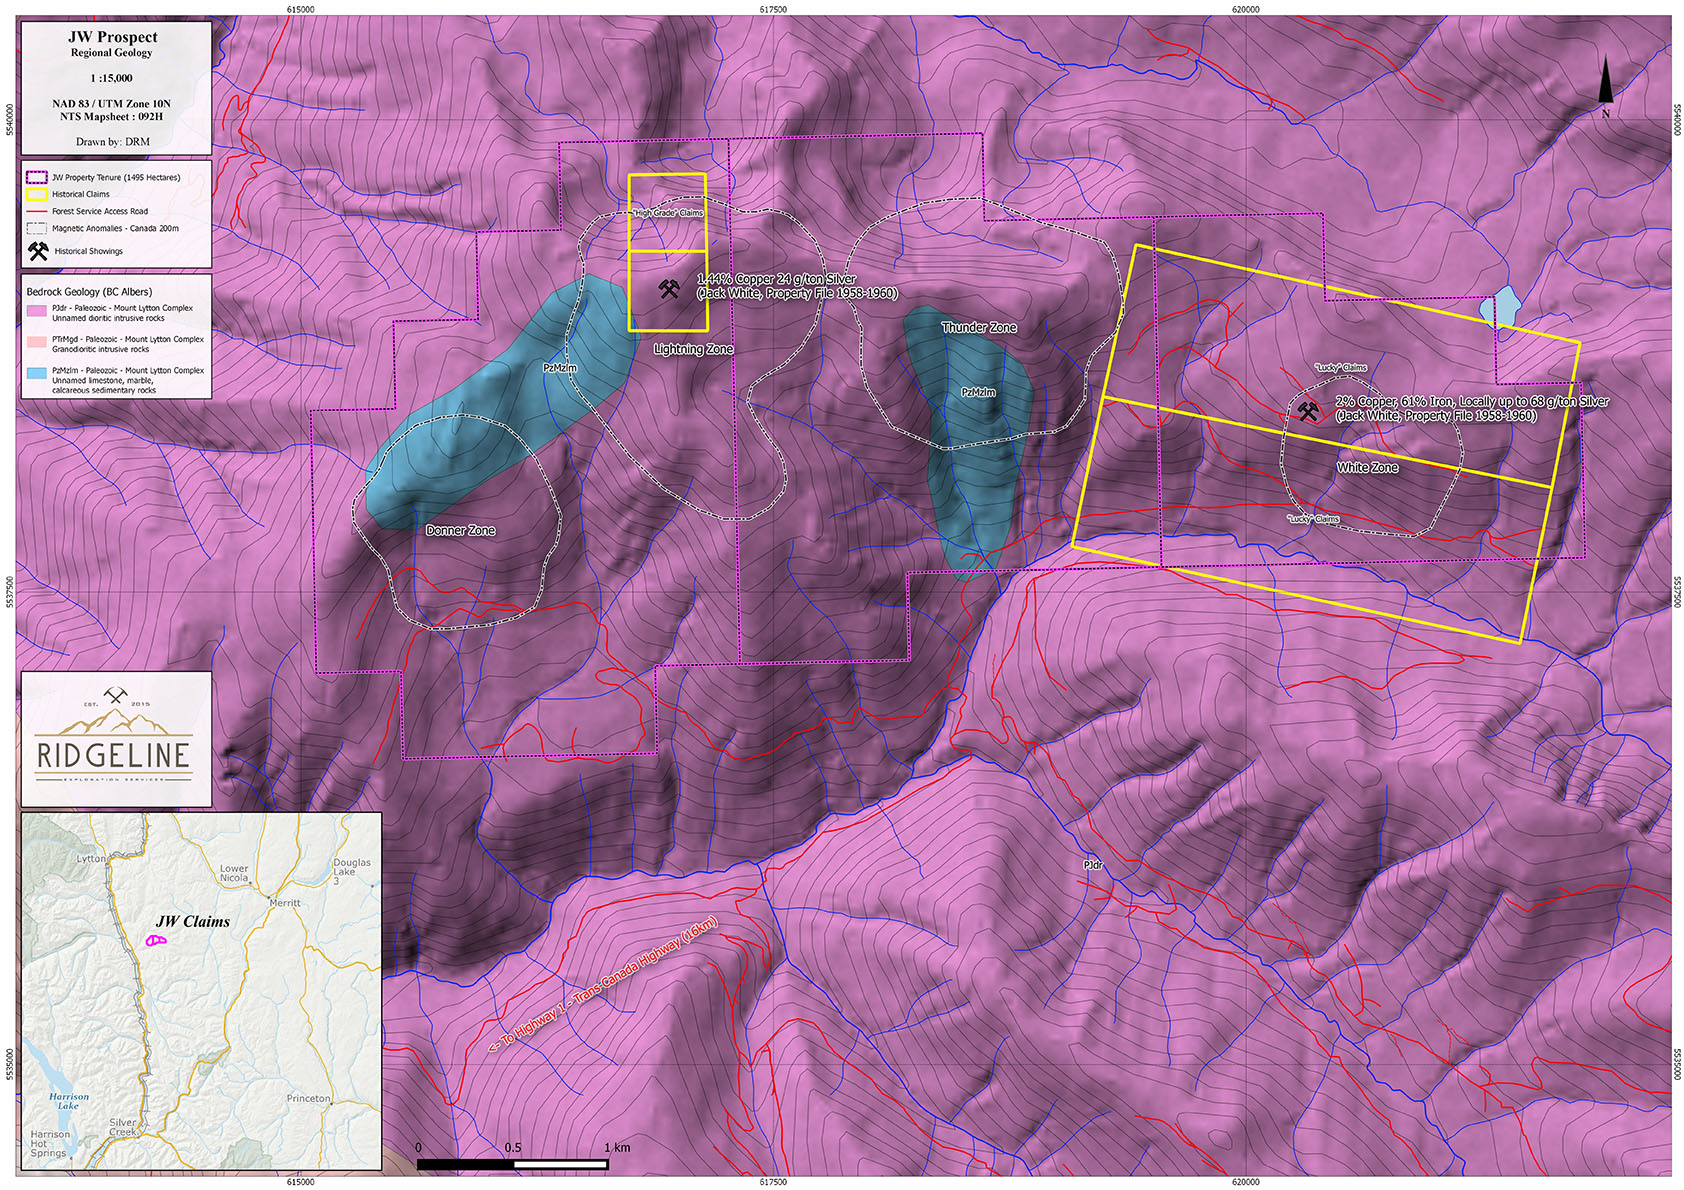 615000
617500
620000
JW Prospect
Regional Geology
1 :15,000
NAD 83 / UTM Zone 10N
NTS Mapsheet : 092H
Drawn by: DRM
5540000
5540000
N
JW Property Tenure (1495 Hectares)
Historical Claims
Forest Service Access Road
Magnetic Anomalies - Canada 200m
Historical Showings
Bedrock Geology (BC Albers)
PJdr - Paleozoic - Mount Lytton Complex
Unnamed dioritic intrusive rocks
PTrMgd - Paleozoic - Mount Lytton Complex
Granodioritic intrusive rocks
PzMzlm - Paleozoic - Mount Lytton Complex
Unnamed limestone, marble,
calcareous sedimentary rocks
"High Grade" Claims
1.44% Copper 24 g/ton Silver
(Jack White, Property File 1958-1960)
Lightning Zone
Thunder Zone
PzMzlm
PzMzlm
"Lucky" Claims
2% Copper, 61% Iron, Locally up to 68 g/ton Silver
(Jack White, Property File 1958-1960)
White Zone
"Lucky" Claims
Donner Zone
5537500
5537500
EST. 2015
RIDGELINE
EXPLORATION SERVICES
PJdr
<- To Highway 1 - Trans-Canada Highway (16km)
Lytton
Lower
Nicola
Douglas
Lake
3
Merritt
JW Claims
Harrison
Lake
Princeton
Silver
Creek
Harrison
Hot
Springs
5535000
5535000
0 0.5 1 km
615000
617500
620000